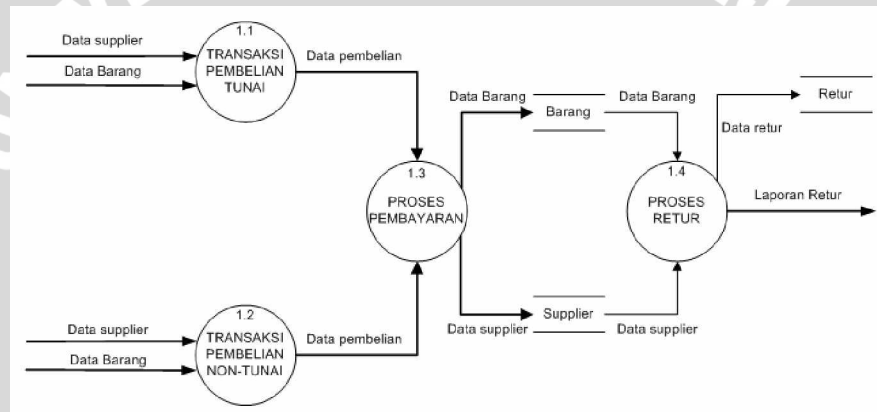 1.1
TRANSAKSI
PEMBELIAN
TUNAI
Data supplier
Data Barang
Data pembelian
1.3
PROSES
PEMBAYARAN
Data Barang
Barang
Data Barang
1.4
PROSES
RETUR
Data retur
Retur
Laporan Retur
1.2
TRANSAKSI
PEMBELIAN
NON-TUNAI
Data supplier
Data Barang
Data pembelian
Data supplier
Supplier
Data supplier